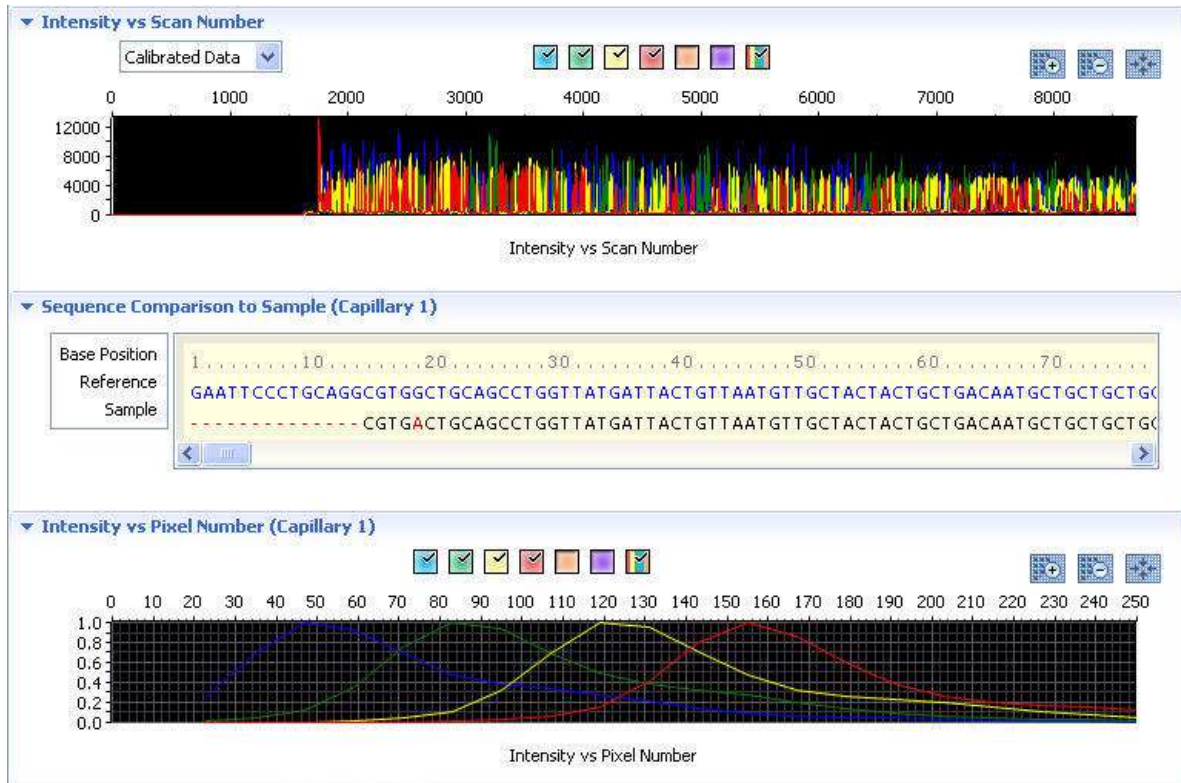 Intensity vs Scan Number
Calibrated Data
0 1000 2000 3000 4000 5000 6000 7000 8000
12000
8000
4000
0
Intensity vs Scan Number
Sequence Comparison to Sample (Capillary 1)
Base Position 1........10........20........30........40........50........60........70.......
Reference GAATTCCCTGCAGGCGTGGCTGCAGCCTGGTTATGATTACTGTTAATGTTGCTACTACTGCTGACAATGCTGCTGCTGC
Sample --------------CGTGACTGCAGCCTGGTTATGATTACTGTTAATGTTGCTACTACTGCTGACAATGCTGCTGCTGC
Intensity vs Pixel Number (Capillary 1)
0 10 20 30 40 50 60 70 80 90 100 110 120 130 140 150 160 170 180 190 200 210 220 230 240 250
1.0
0.8
0.6
0.4
0.2
0.0
Intensity vs Pixel Number